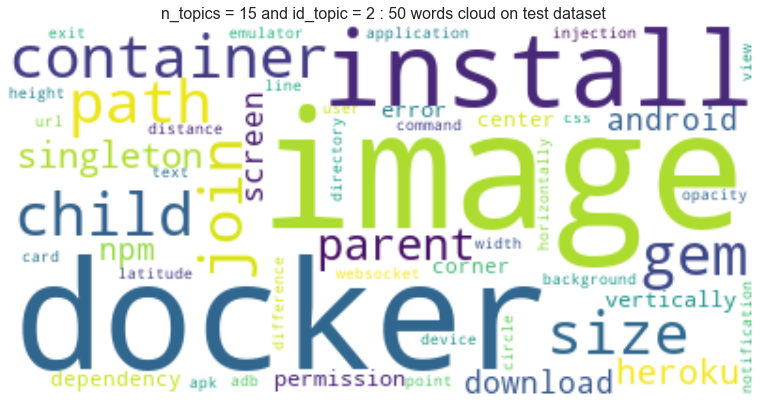 n_topics = 15 and id_topic = 2 : 50 words cloud on test dataset
exit
emulator
application
injection
container
install
view
height
path
line
url
distance
screen
user
error
command
center
css
android
singleton
join
text
directory
image
horizontally
opacity
child
parent
width
gem
card
npm
latitude
websocket
corner
background
docker
difference
device
circle
vertically
size
notification
dependency
apk
adb
permission
point
download
heroku